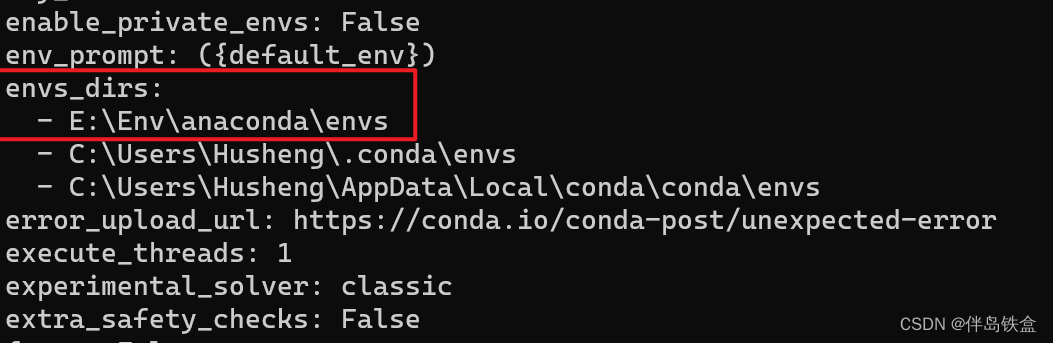 enable_private_envs: False
env_prompt: ({default_env})
envs_dirs:
  - E:\Env\anaconda\envs
  - C:\Users\Husheng\.conda\envs
  - C:\Users\Husheng\AppData\Local\conda\conda\envs
error_upload_url: https://conda.io/conda-post/unexpected-error
execute_threads: 1
experimental_solver: classic
extra_safety_checks: False
CSDN @伴岛铁盒